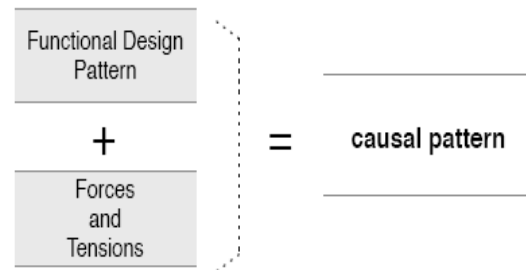 Functional Design
Pattern
+
Forces
and
Tensions
=
causal pattern